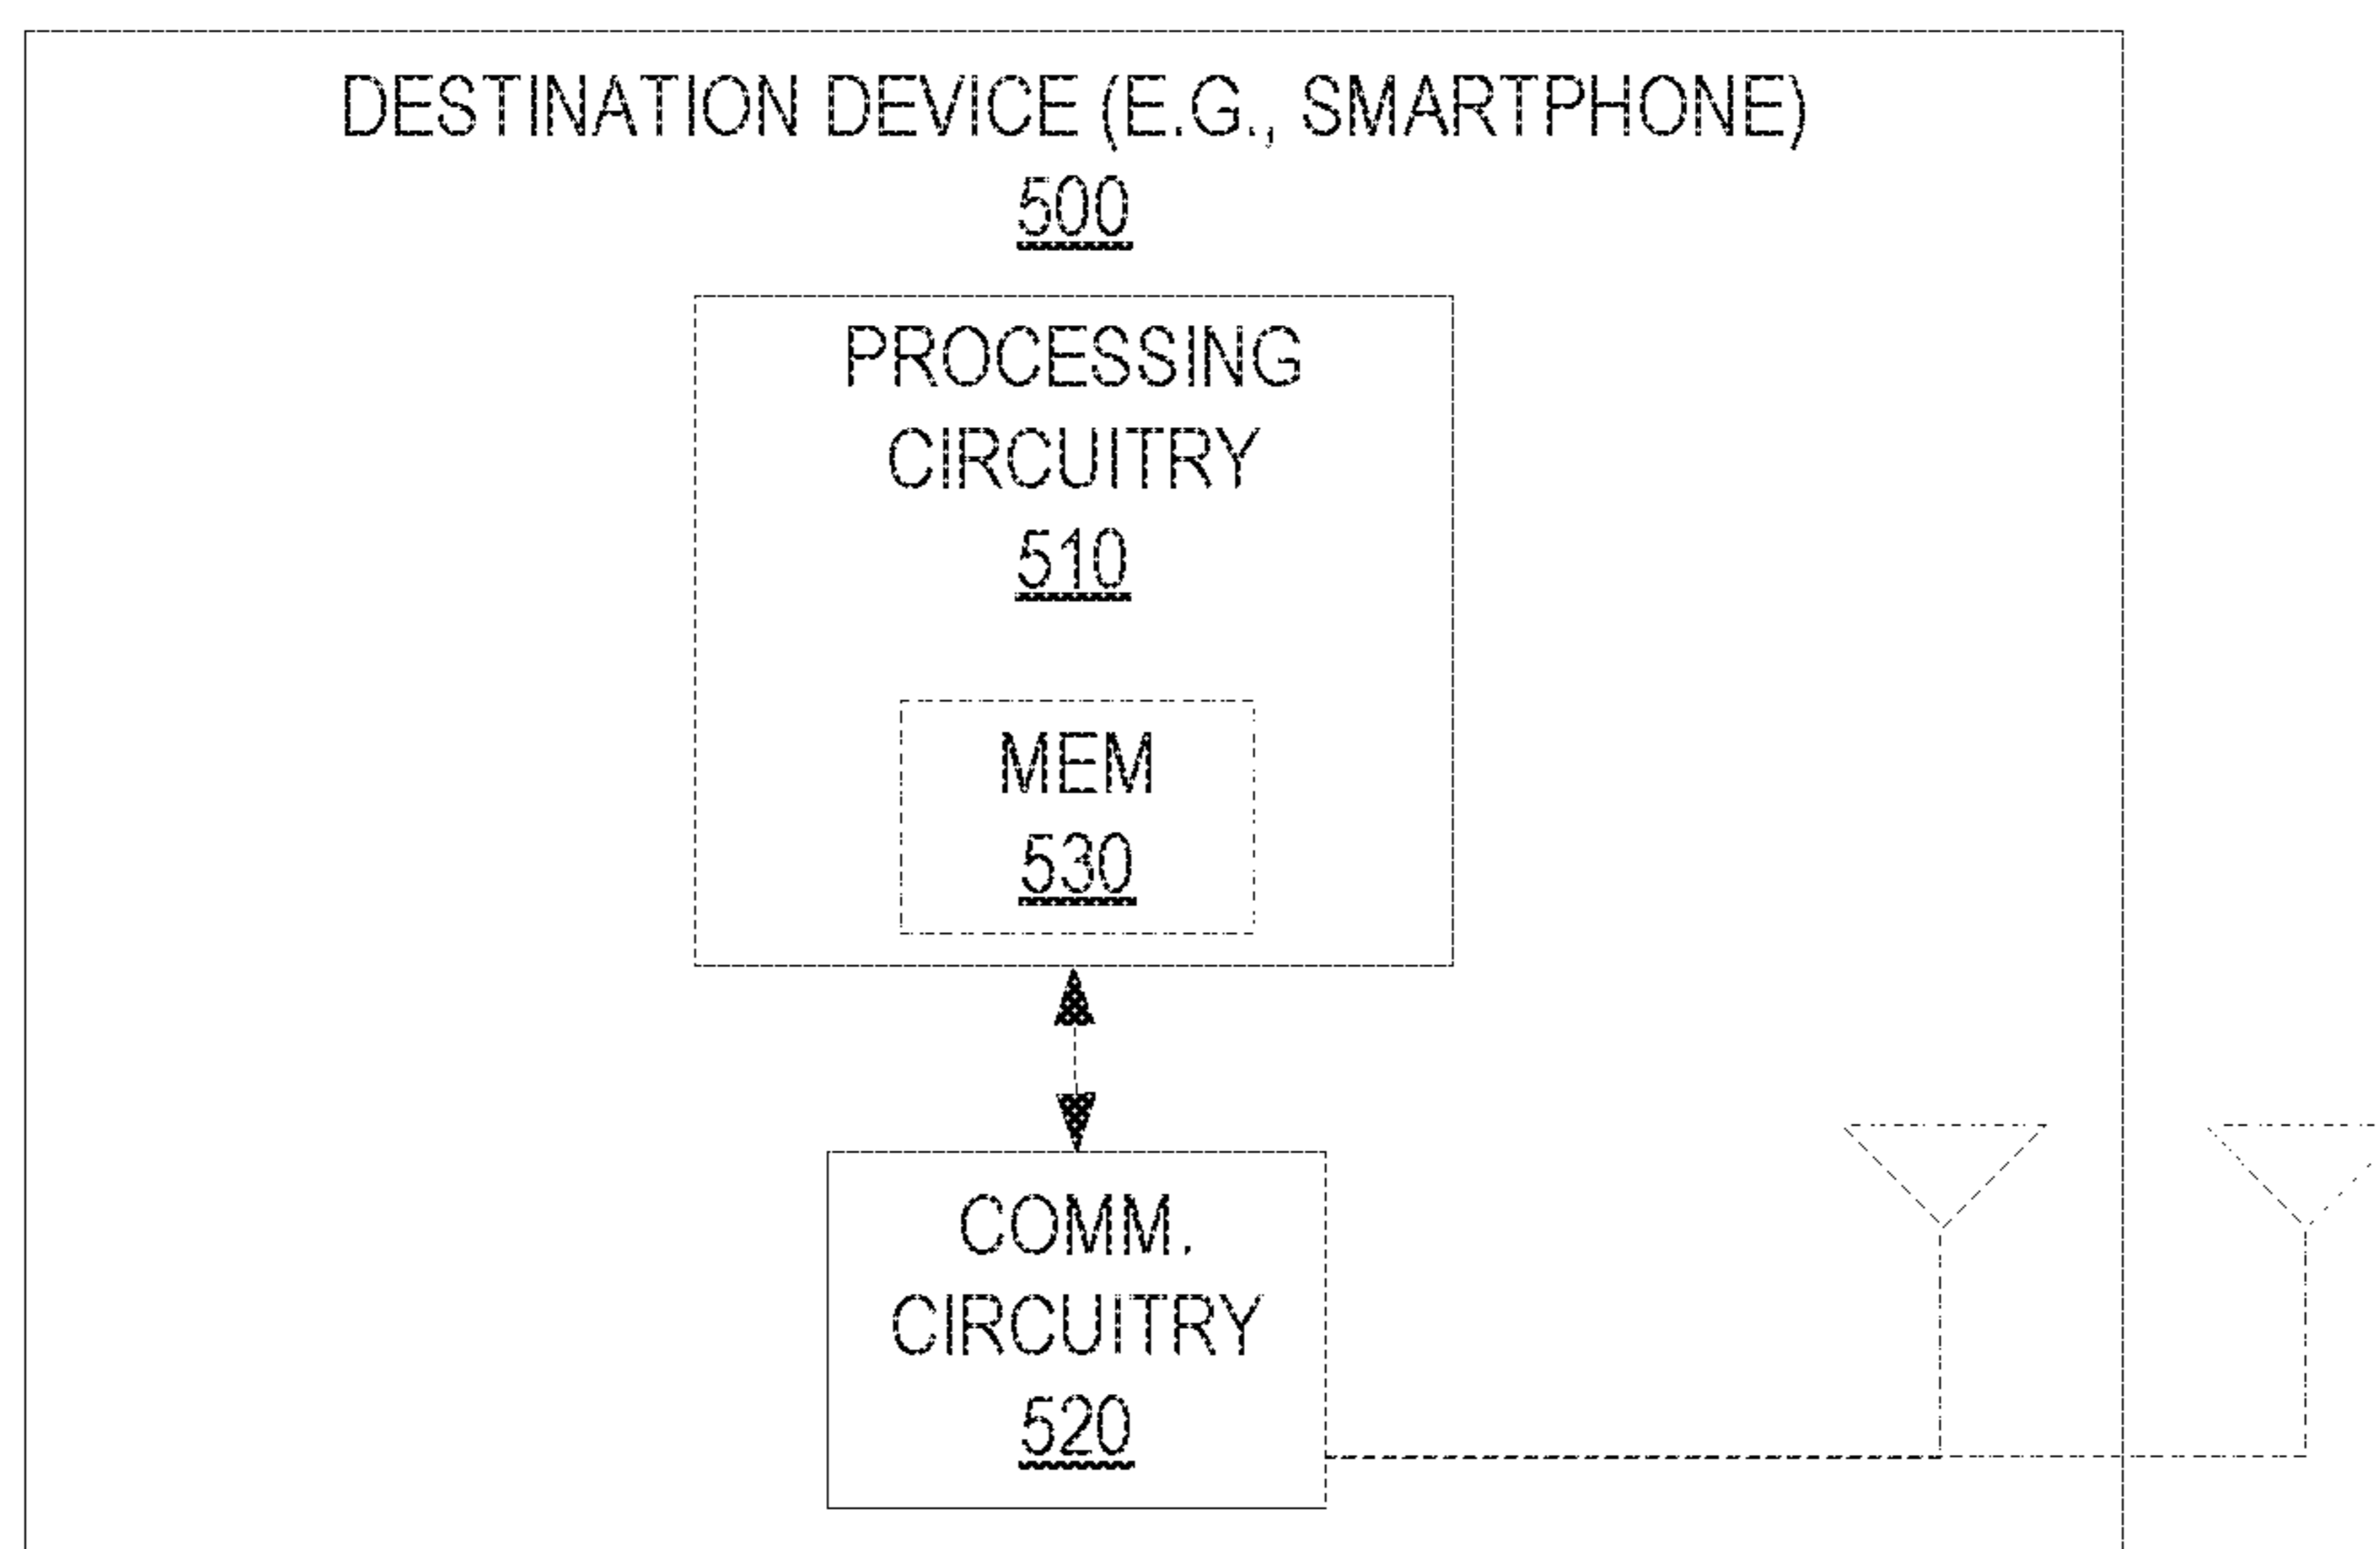 DESTINATION DEVICE (E.G., SMARTPHONE)
500
PROCESSING
CIRCUITRY
510
MEM
530
COMM.
CIRCUITRY
520